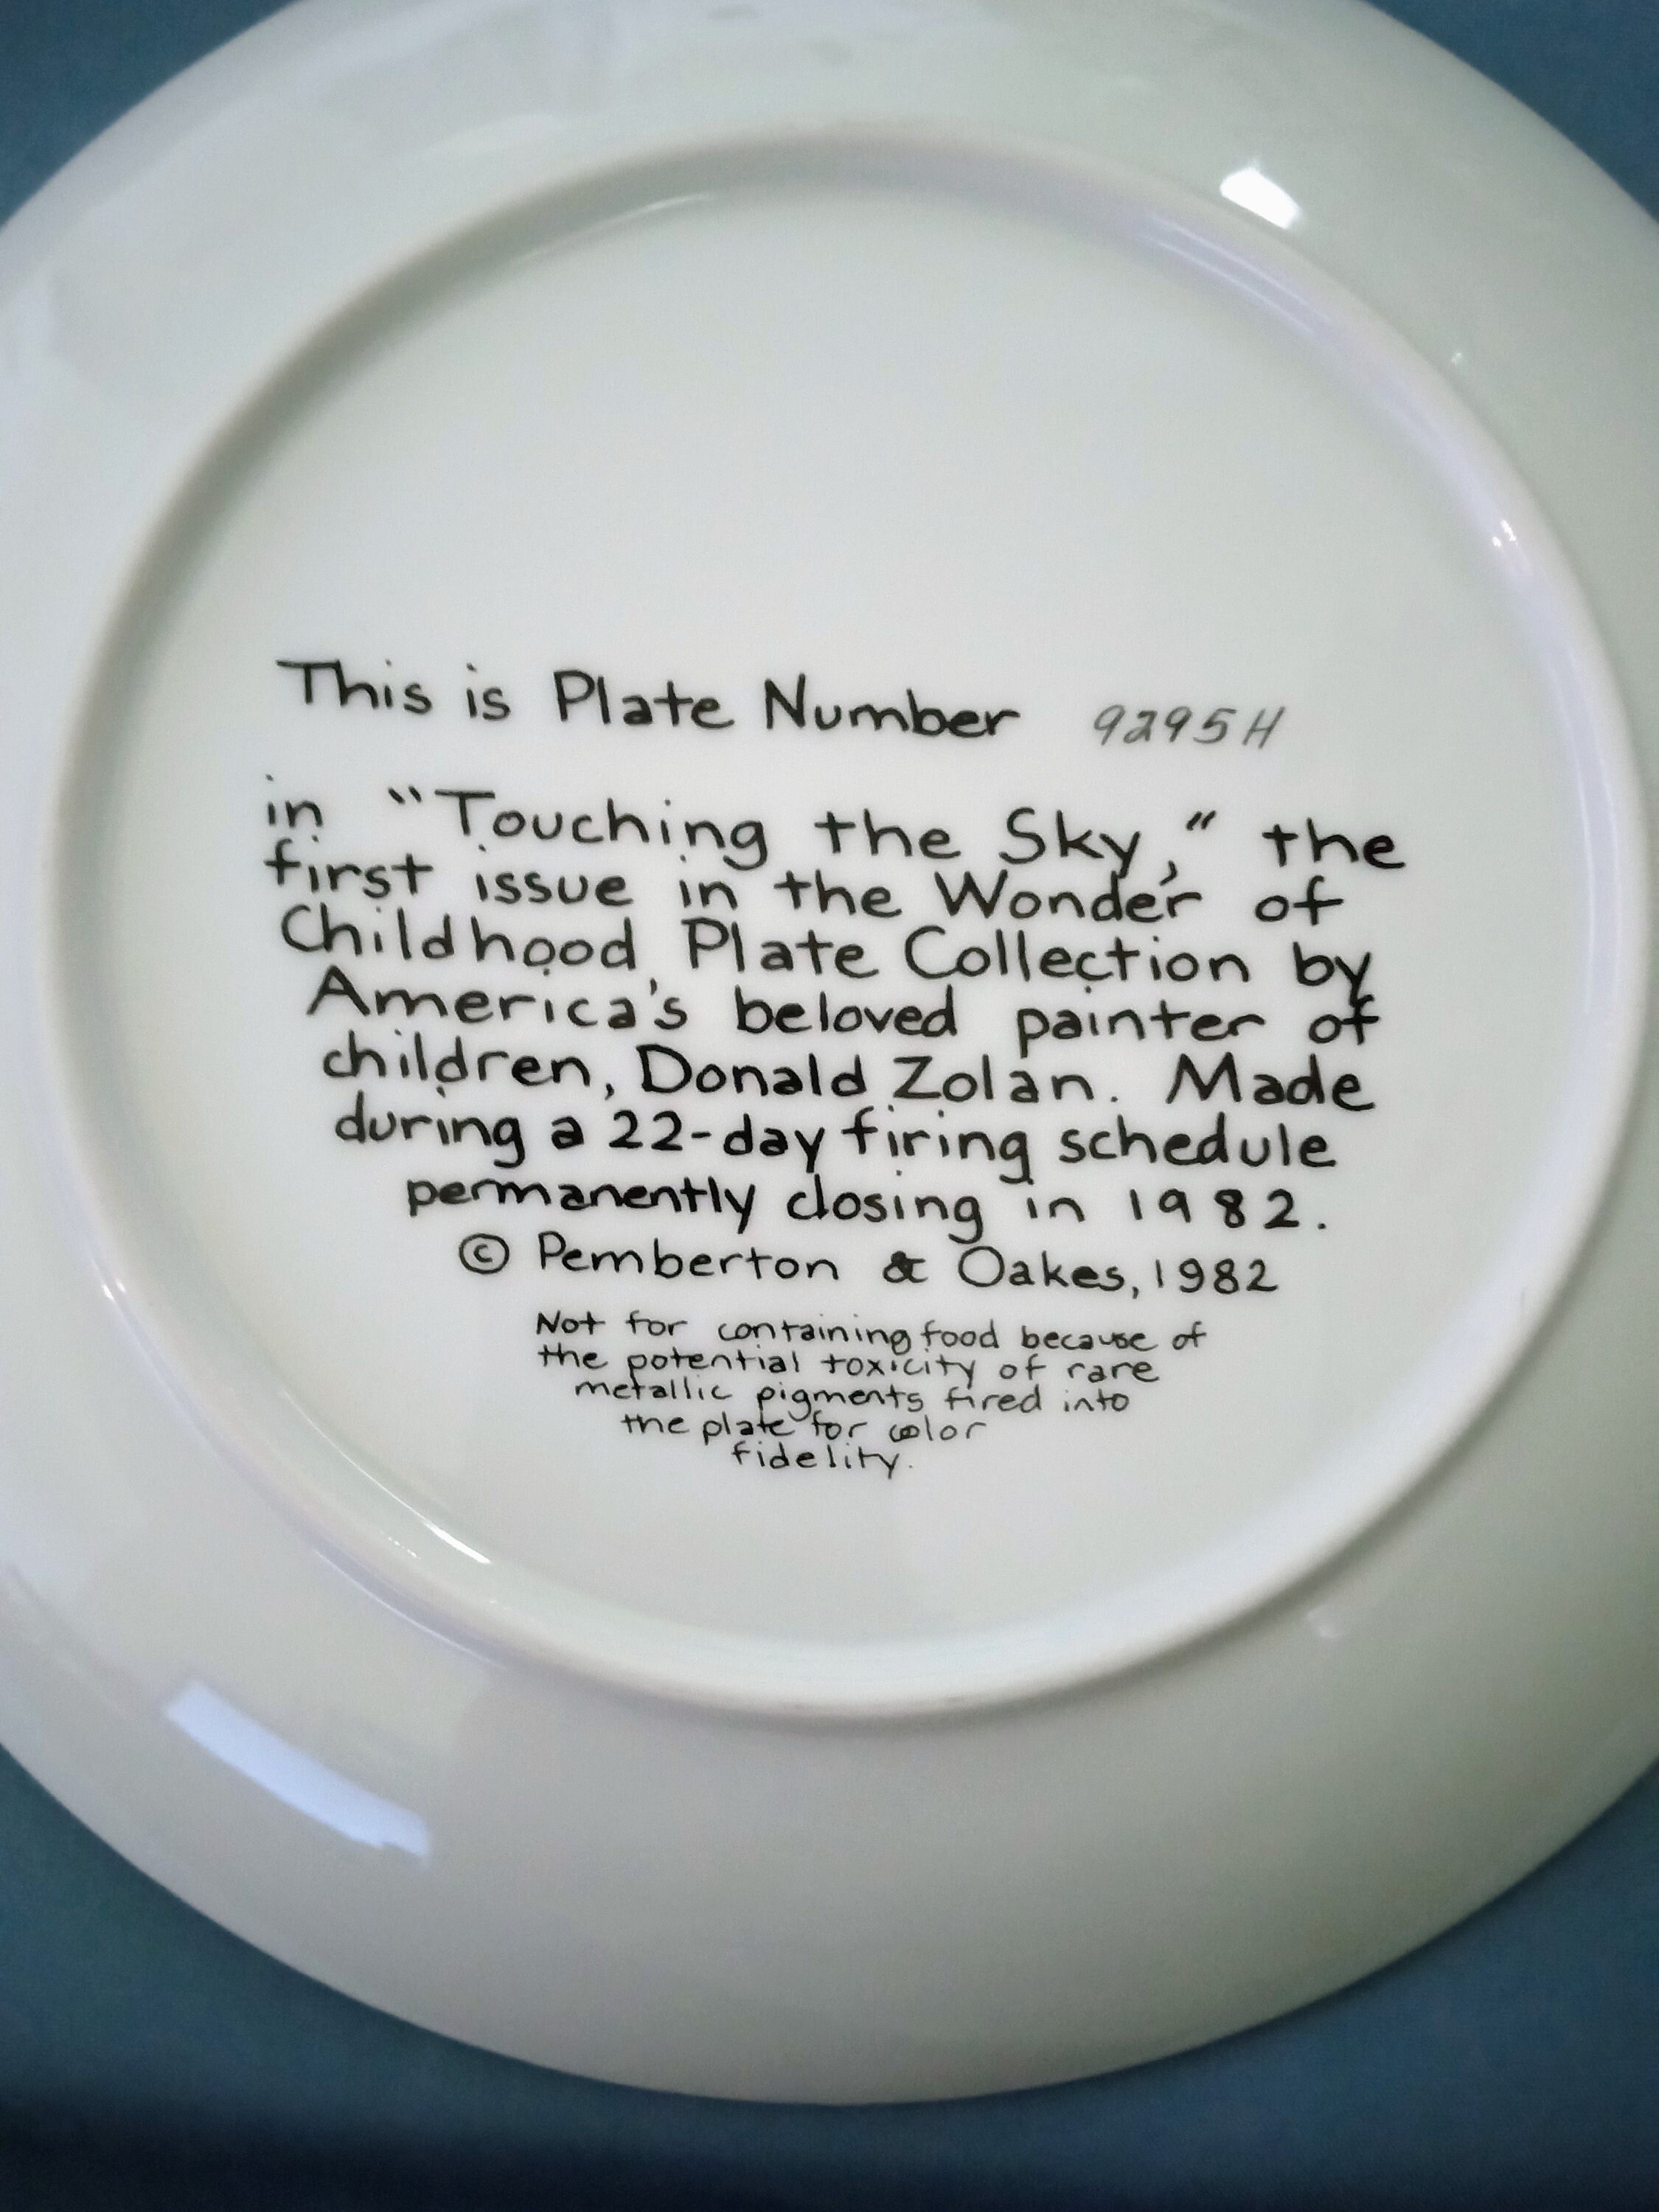 This is Plate Number 9295H
in "Touching the Sky," the
first issue in the Wonder of
Childhood Plate Collection by
America's beloved painter of
children, Donald Zolan. Made
during a 22-day firing schedule
permanently closing in 1982.
© Pemberton & Oakes, 1982
Not for containing food because of
the potential toxicity of rare
metallic pigments fired into
the plate for color
fidelity.